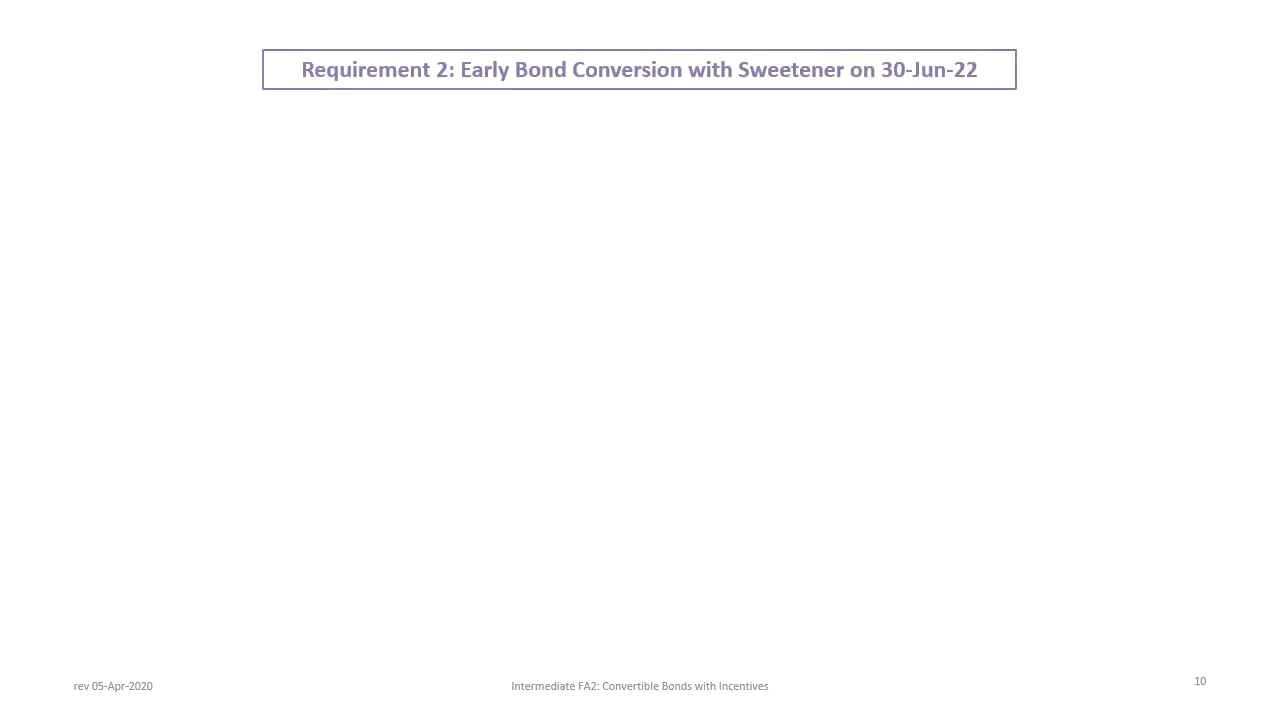 Requirement 2: Early Bond Conversion with Sweetener on 30-Jun-22
rev 05-Apr-2020
Intermediate FA2: Convertible Bonds with Incentives
10